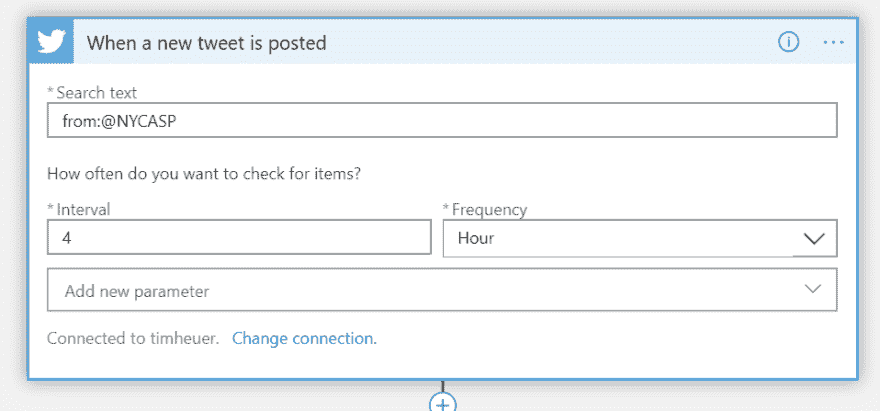 When a new tweet is posted
* Search text
from:@NYCASP
How often do you want to check for items?
* Interval
* Frequency
4
Hour
Add new parameter
Connected to timheuer. Change connection.